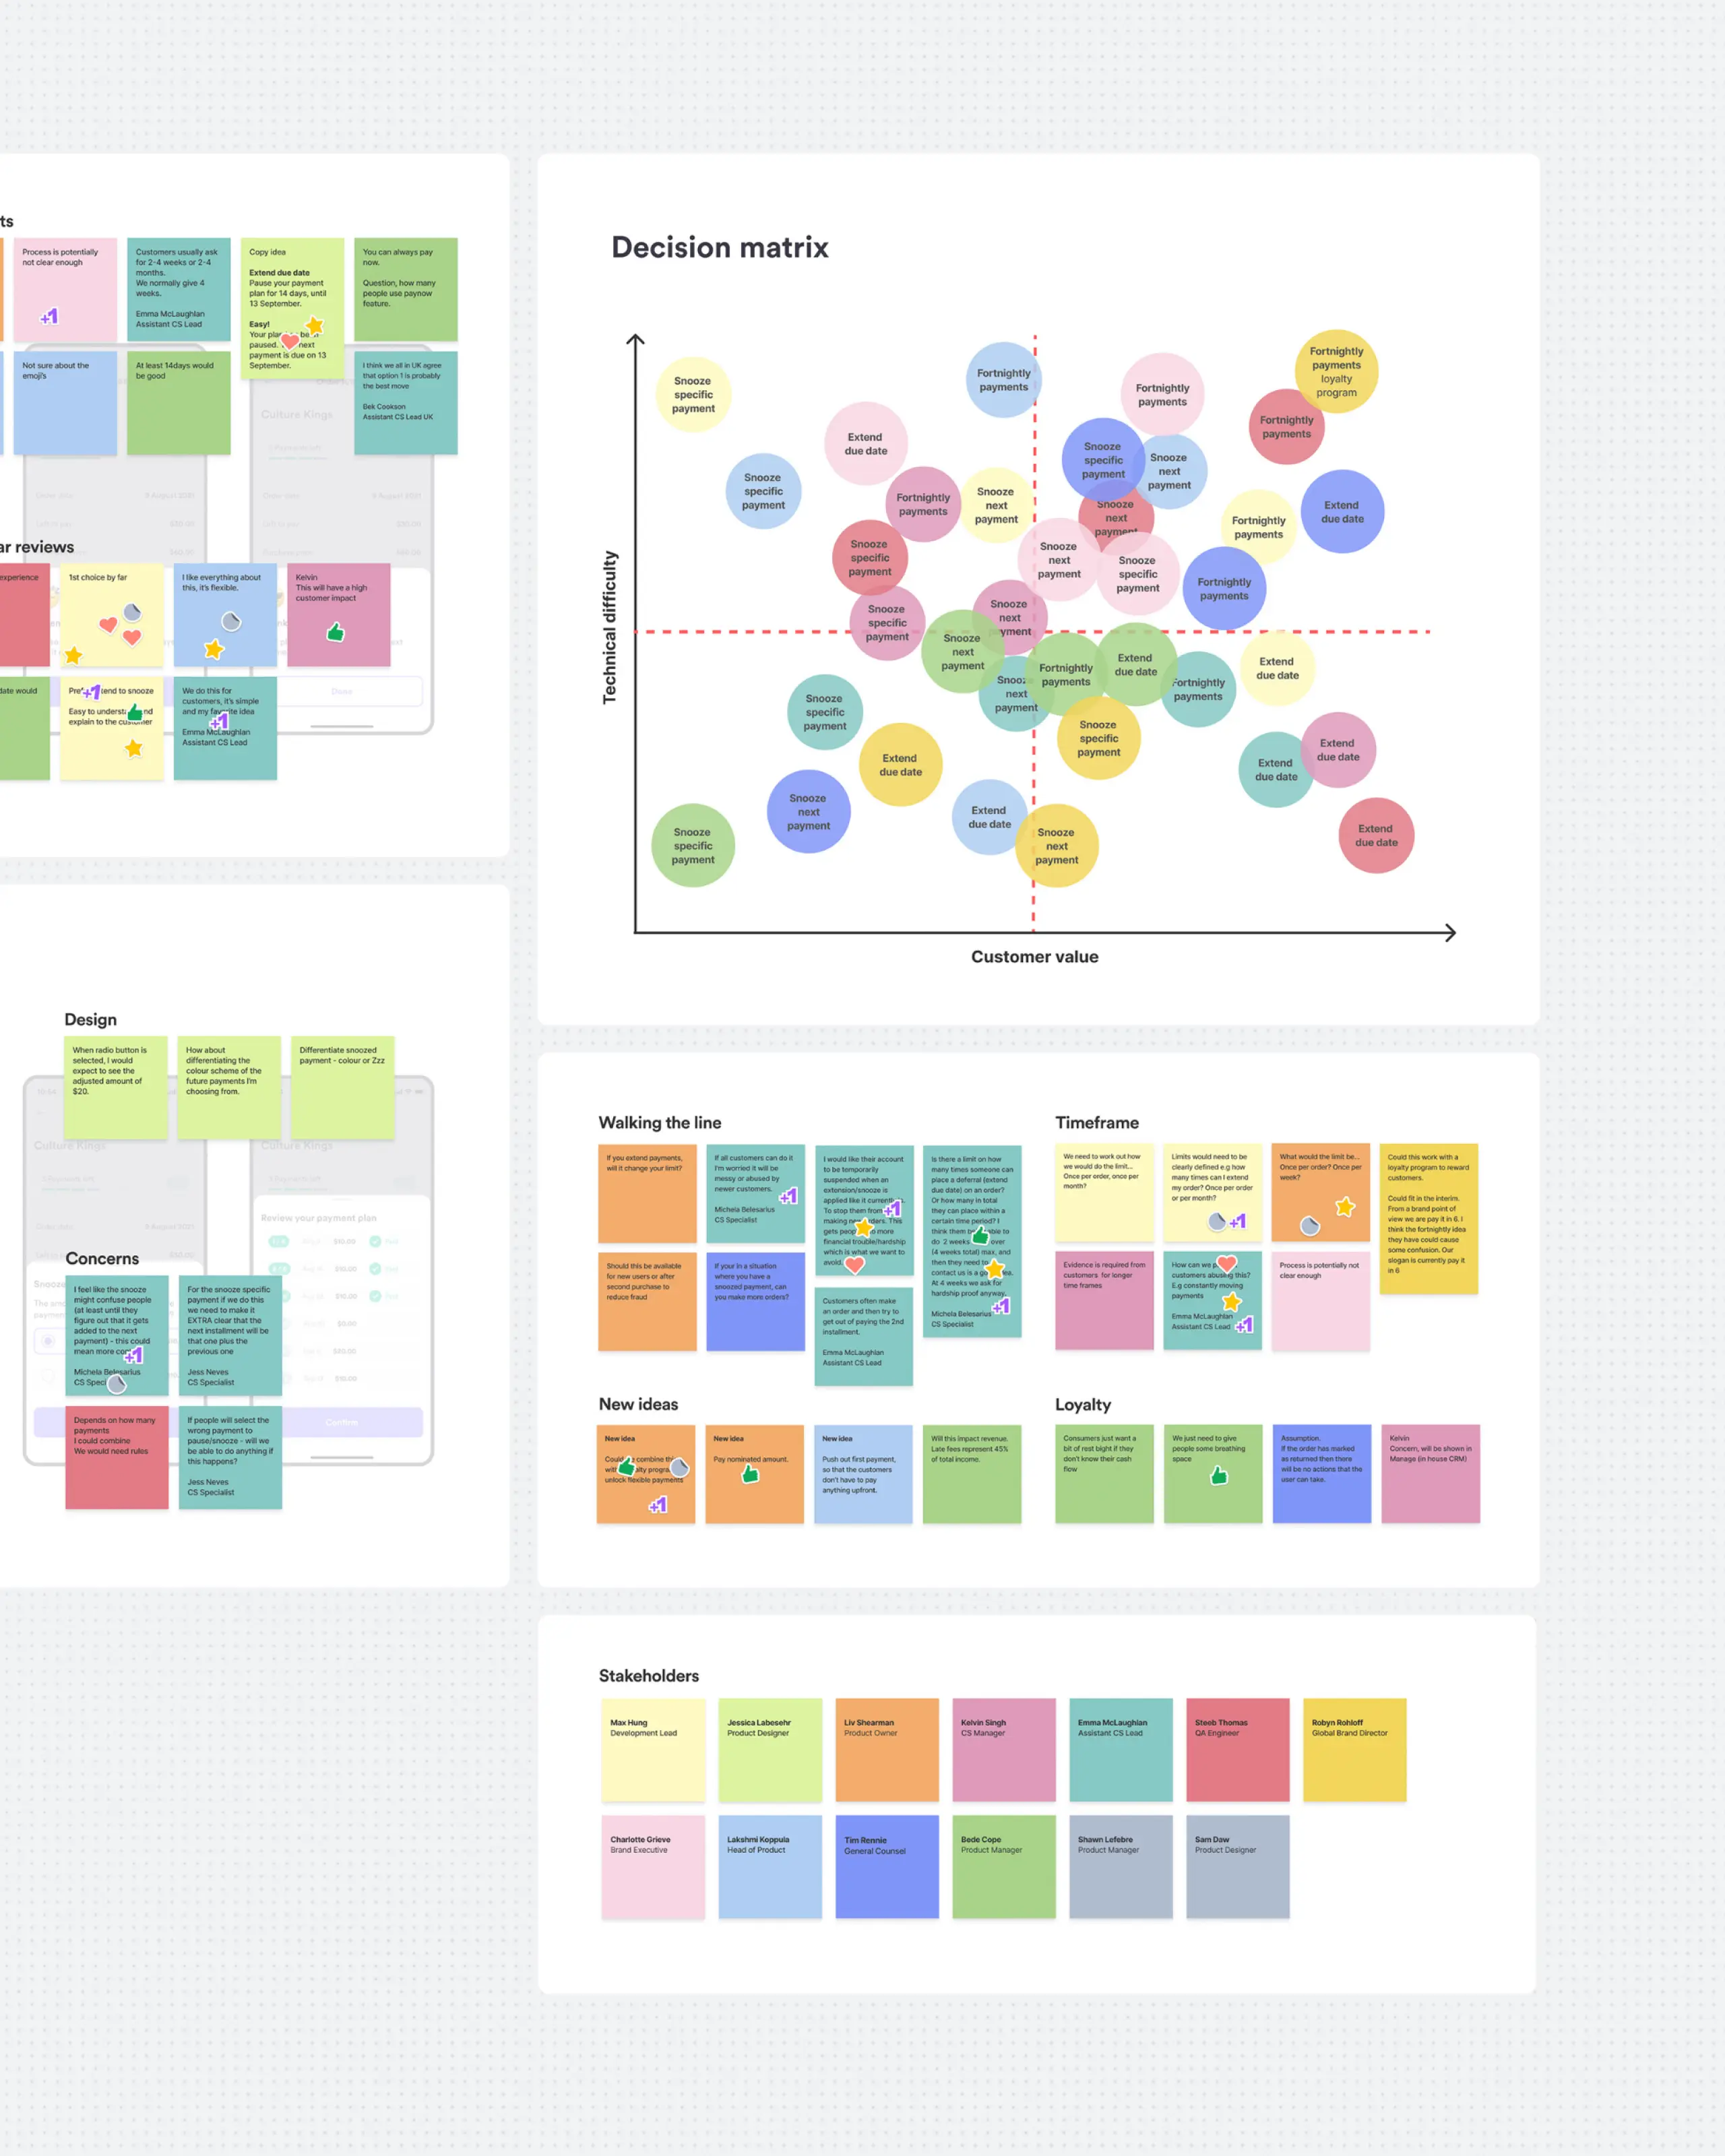 ts
Process is potentially
not clear enough
+1
Customers usually ask
for 2-4 weeks or 2-4
months.
We normally give 4
weeks.
Emma McLaughlan
Assistant CS Lead
Copy idea
Extend due date
Pause your payment
plan for 14 days, until
13 September.
Easy!
Your
paused. next
payment is due on 13
September.
You can always pay
now.
Question, how many
people use paynow
feature.
Not sure about the
emoji's
At least 14days would
be good
I think we all in UK agree
that option 1 is probably
the best move
Bek Cookson
Assistant CS Lead UK
Culture Kings
ar reviews
experience
1st choice by far
I like everything about
this, it's flexible.
Kelvin
This will have a high
customer impact
date would
+1 end to snooze
Easy to
explain to the customer
We do this for
customers, it's simple
and my favorite idea
+1
Emma McLaughlan
Assistant CS Lead
Done
Design
When radio button is
selected, I would
expect to see the
adjusted amount of
$20.
How about
differentiating the
colour scheme of the
future payments I'm
choosing from.
Differentiate snoozed
payment - colour or Zzz
Culture Kings
Culture Kings
Review your payment plan
Concerns
I feel like the snooze
might confuse people
(at least until they
figure out that it gets
added to the next
payment) - this could
mean more
+1
Michela Belesarius
CS
For the snooze specific
payment if we do this
we need to make it
EXTRA clear that the
next installment will be
that one plus the
previous one
Jess Neves
CS Specialist
Depends on how many
payments
I could combine
We would need rules
If people will select the
wrong payment to
pause/snooze - will we
be able to do anything if
this happens?
Jess Neves
CS Specialist
Confirm
Decision matrix
Technical difficulty
Customer value
Snooze
specific
payment
Fortnightly
payments
Fortnightly
payments
Fortnightly
payments
loyalty
program
Fortnightly
payments
Extend
due date
Snooze
specific
payment
Snooze
next
payment
Snooze
specific
payment
Fortnightly
payments
Snooze
next
payment
Snooze
next
payment
Fortnightly
payments
Extend
due date
Snooze
specific
payment
Snooze
next
payment
Snooze
specific
payment
Fortnightly
payments
Snooze
specific
payment
Snooze
next
payment
Snooze
next
payment
Snooze
next
payment
Fortnightly
payments
Extend
due date
Fortnightly
payments
Extend
due date
Snooze
specific
payment
Snooze
specific
payment
Extend
due date
Extend
due date
Extend
due date
Snooze
next
payment
Extend
due date
Snooze
next
payment
Extend
due date
Snooze
specific
payment
Walking the line
If you extend payments,
will it change your limit?
If all customers can do it
I'm worried it will be
messy or abused by
newer customers.
+1
Michela Belesarius
CS Specialist
I would like their account
to be temporarily
suspended when an
extension/snooze is
applied like it currently.
To stop them from +1
making new orders. This
gets people more
financial trouble/hardship
which is what we want to
avoid.
Is there a limit on how
many times someone can
place a deferral (extend
due date) on an order?
Or how many in total
they can place within a
certain time period? I
think them able to
do 2 weeks over
(4 weeks total) max, and
then they need to
contact us is a idea.
At 4 weeks we ask for
hardship proof anyway.
Michela Belesarius
+1
CS Specialist
Should this be available
for new users or after
second purchase to
reduce fraud
If your in a situation
where you have a
snoozed payment, can
you make more orders?
Customers often make
an order and then try to
get out of paying the 2nd
installment.
Emma McLaughlan
Assistant CS Lead
Timeframe
We need to work out how
we would do the limit...
Once per order, once per
month?
Limits would need to be
clearly defined e.g how
many times can I extend
my order? Once per order
or per month?
+1
What would the limit be...
Once per order? Once per
week?
Could this work with a
loyalty program to reward
customers.
Could fit in the interim.
From a brand point of
view we are pay it in 6. I
think the fortnightly idea
they have could cause
some confusion. Our
slogan is currently pay it
in 6
Evidence is required from
customers for longer
time frames
How can we
customers abusing this?
E.g constantly moving
payments
Emma McLaughlan
Assistant CS Lead +1
Process is potentially not
clear enough
New ideas
New idea
combine
with program
unlock flexible payments
+1
New idea
Pay nominated amount.
New idea
Push out first payment,
so that the customers
don't have to pay
anything upfront.
Will this impact revenue.
Late fees represent 45%
of total income.
Loyalty
Consumers just want a
bit of rest bight if they
don't know their cash
flow
We just need to give
people some breathing
space
Assumption.
If the order has marked
as returned then there
will be no actions that the
user can take.
Kelvin
Concern, will be shown in
Manage (in house CRM)
Stakeholders
Max Hung
Development Lead
Jessica Labesehr
Product Designer
Liv Shearman
Product Owner
Kelvin Singh
CS Manager
Emma McLaughlan
Assistant CS Lead
Steeb Thomas
QA Engineer
Robyn Rohloff
Global Brand Director
Charlotte Grieve
Brand Executive
Lakshmi Koppula
Head of Product
Tim Rennie
General Counsel
Bede Cope
Product Manager
Shawn Lefebre
Product Manager
Sam Daw
Product Designer